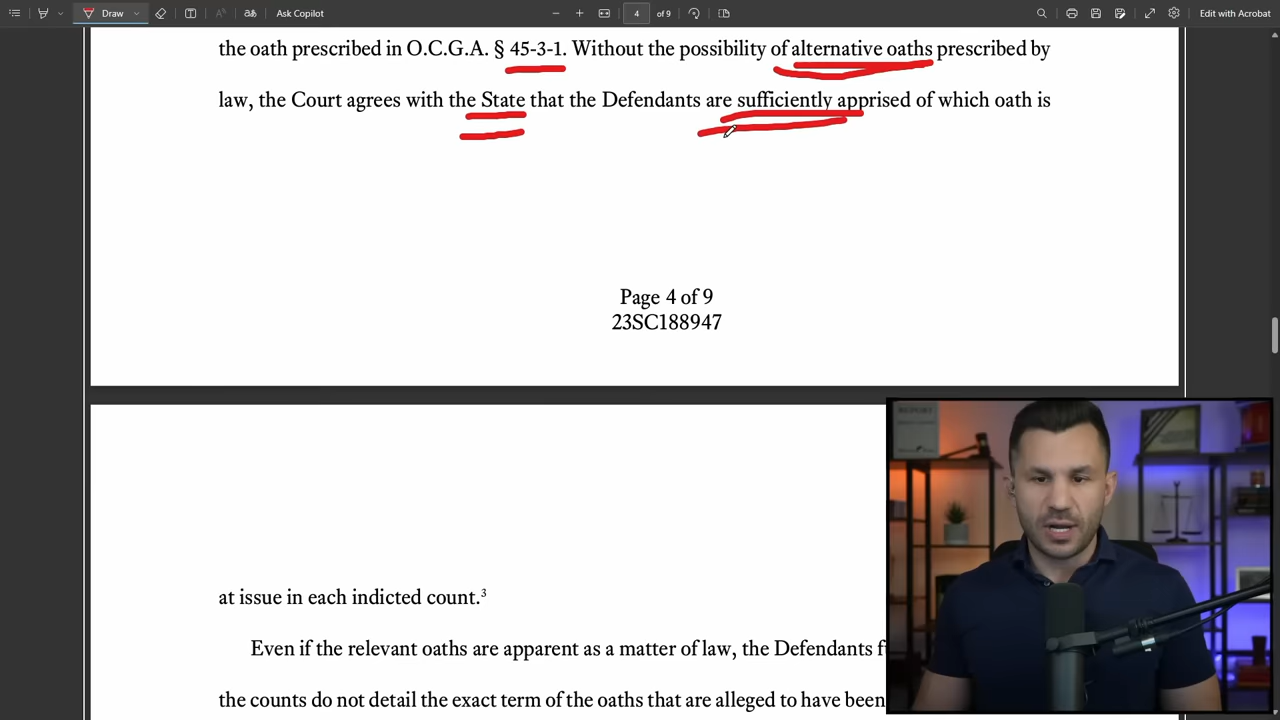 Draw
Ask Copilot
4
of 9
Edit with Acrobat
the oath prescribed in O.C.G.A. § 45-3-1. Without the possibility of alternative oaths prescribed by
law, the Court agrees with the State that the Defendants are sufficiently apprised of which oath is
Page 4 of 9
23SC188947
at issue in each indicted count.³
Even if the relevant oaths are apparent as a matter of law, the Defendants f
the counts do not detail the exact term of the oaths that are alleged to have been